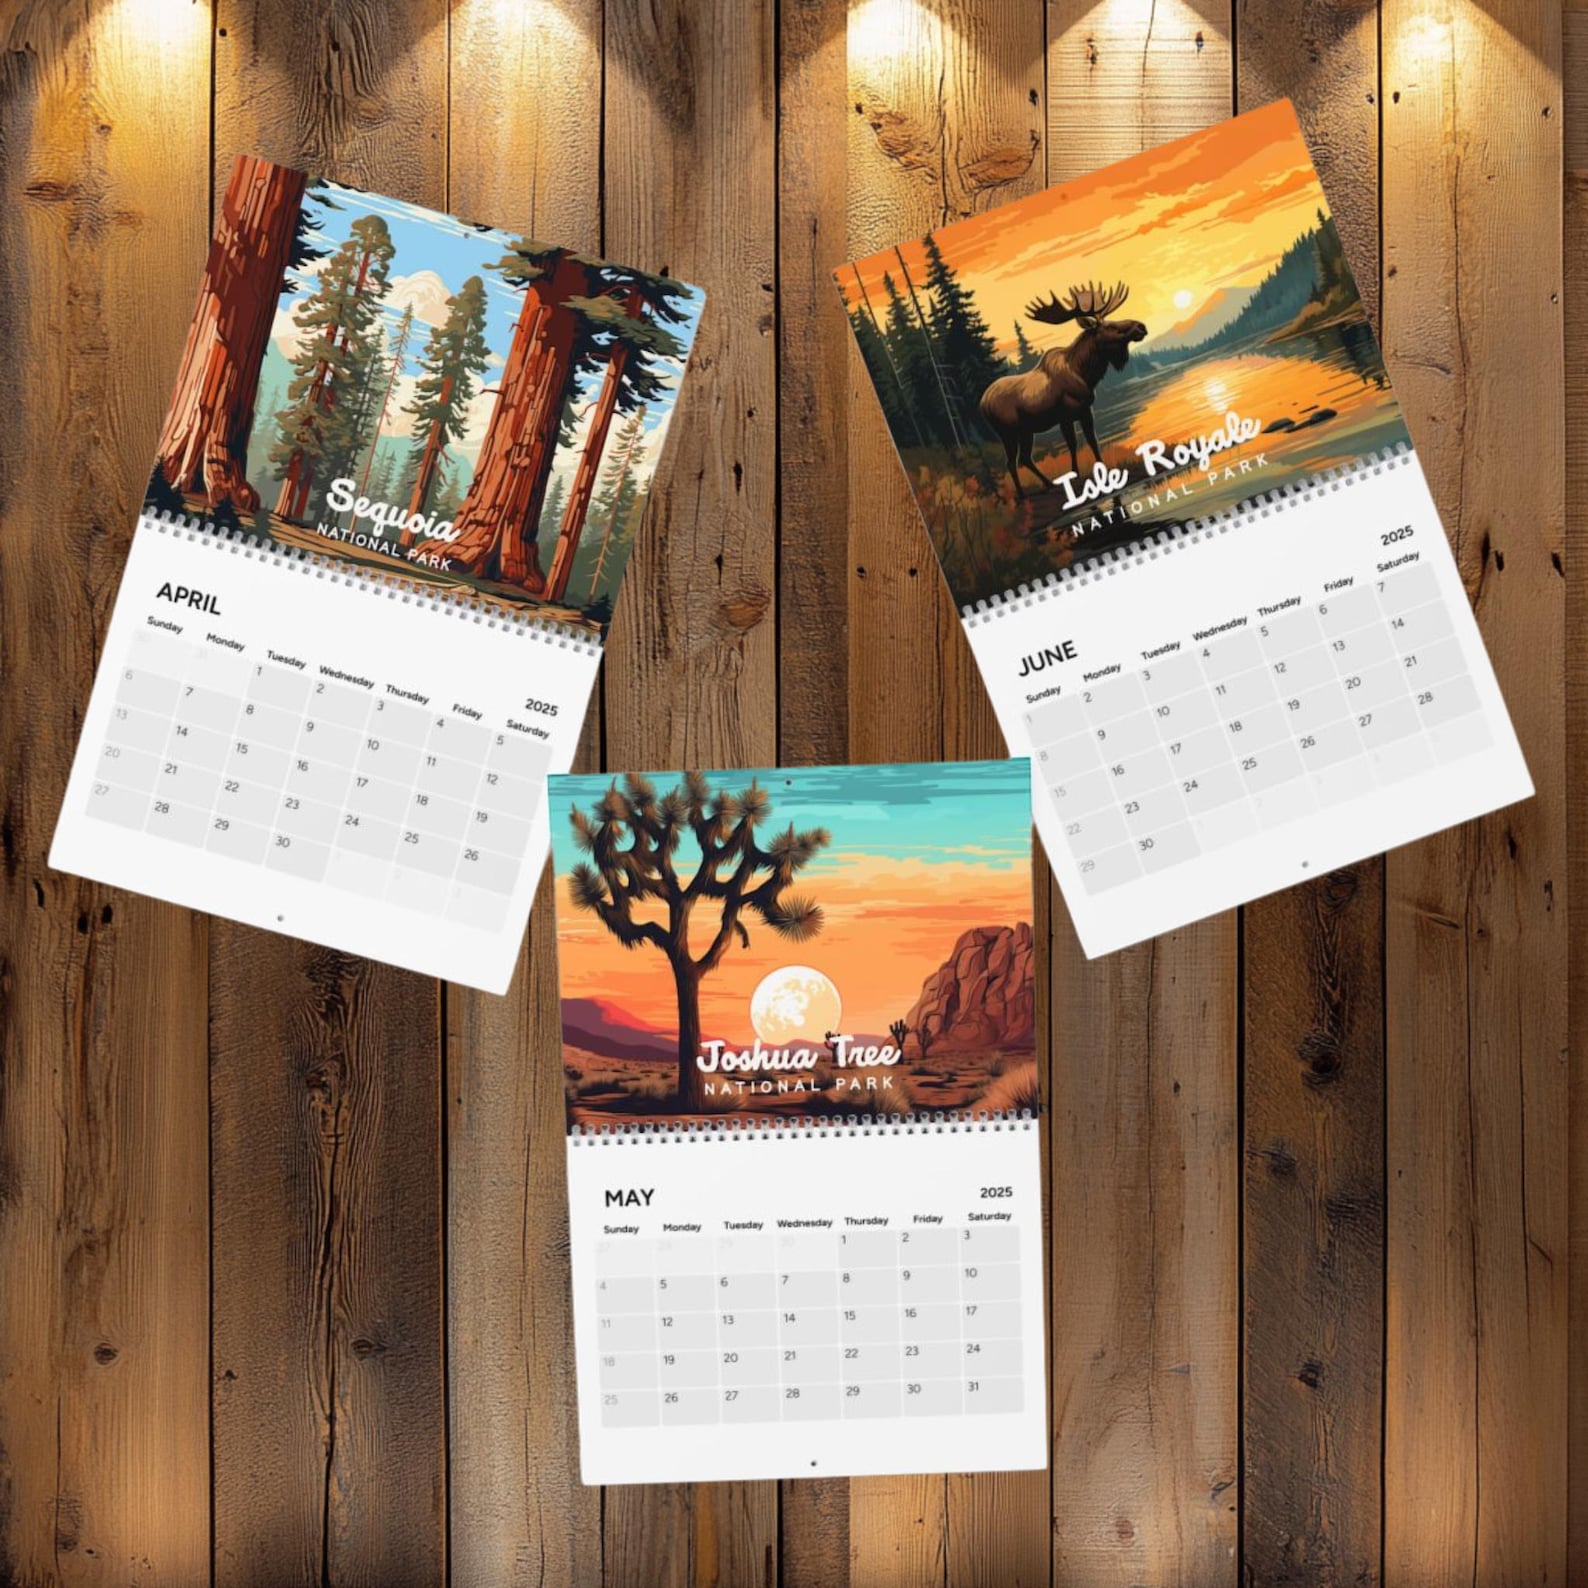 Sequoia
NATIONAL PARK
APRIL
2025
Sunday Monday Tuesday Wednesday Thursday Friday Saturday
1 2 3 4 5
6 7 8 9 10 11 12
13 14 15 16 17 18 19
20 21 22 23 24 25 26
27 28 29 30
Isle Royale
NATIONAL PARK
JUNE
2025
Sunday Monday Tuesday Wednesday Thursday Friday Saturday
1 2 3 4 5 6 7
8 9 10 11 12 13 14
15 16 17 18 19 20 21
22 23 24 25 26 27 28
29 30
Joshua Tree
NATIONAL PARK
MAY
2025
Sunday Monday Tuesday Wednesday Thursday Friday Saturday
27 28 29 30 1 2 3
4 5 6 7 8 9 10
11 12 13 14 15 16 17
18 19 20 21 22 23 24
25 26 27 28 29 30 31